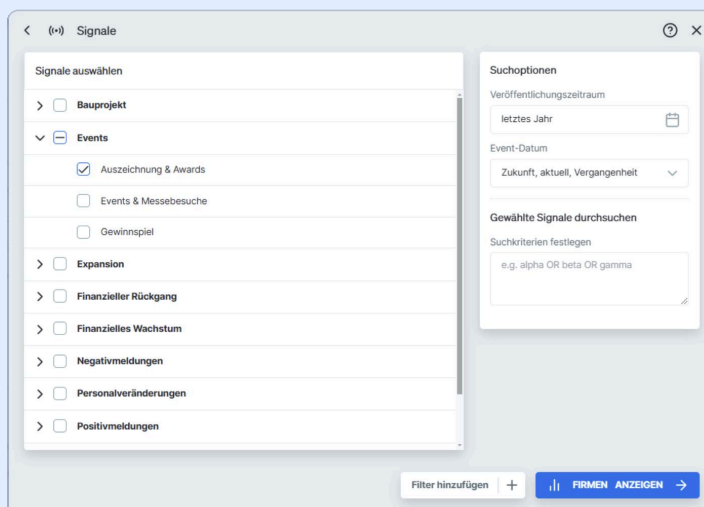 Signale
Signale auswählen
Bauprojekt
Events
Auszeichnung & Awards
Events & Messebesuche
Gewinnspiel
Expansion
Finanzieller Rückgang
Finanzielles Wachstum
Negativmeldungen
Personalveränderungen
Positivmeldungen
Suchoptionen
Veröffentlichungszeitraum
letztes Jahr
Event-Datum
Zukunft, aktuell, Vergangenheit
Gewählte Signale durchsuchen
Suchkriterien festlegen
e.g. alpha OR beta OR gamma
Filter hinzufügen
FIRMEN ANZEIGEN